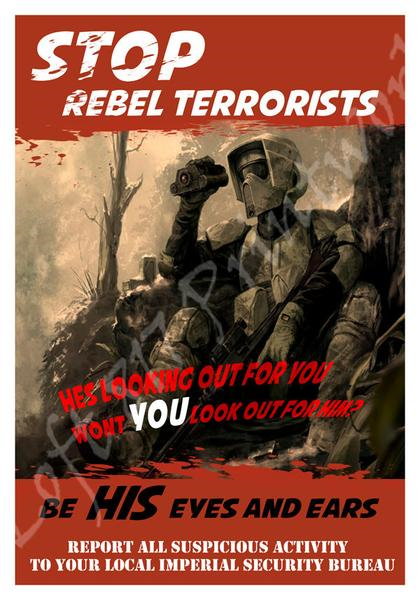 STOP
REBEL TERRORISTS
HES LOOKING OUT FOR YOU
WONT YOU LOOK OUT FOR HIM?
BE HIS EYES AND EARS
REPORT ALL SUSPICIOUS ACTIVITY
TO YOUR LOCAL IMPERIAL SECURITY BUREAU